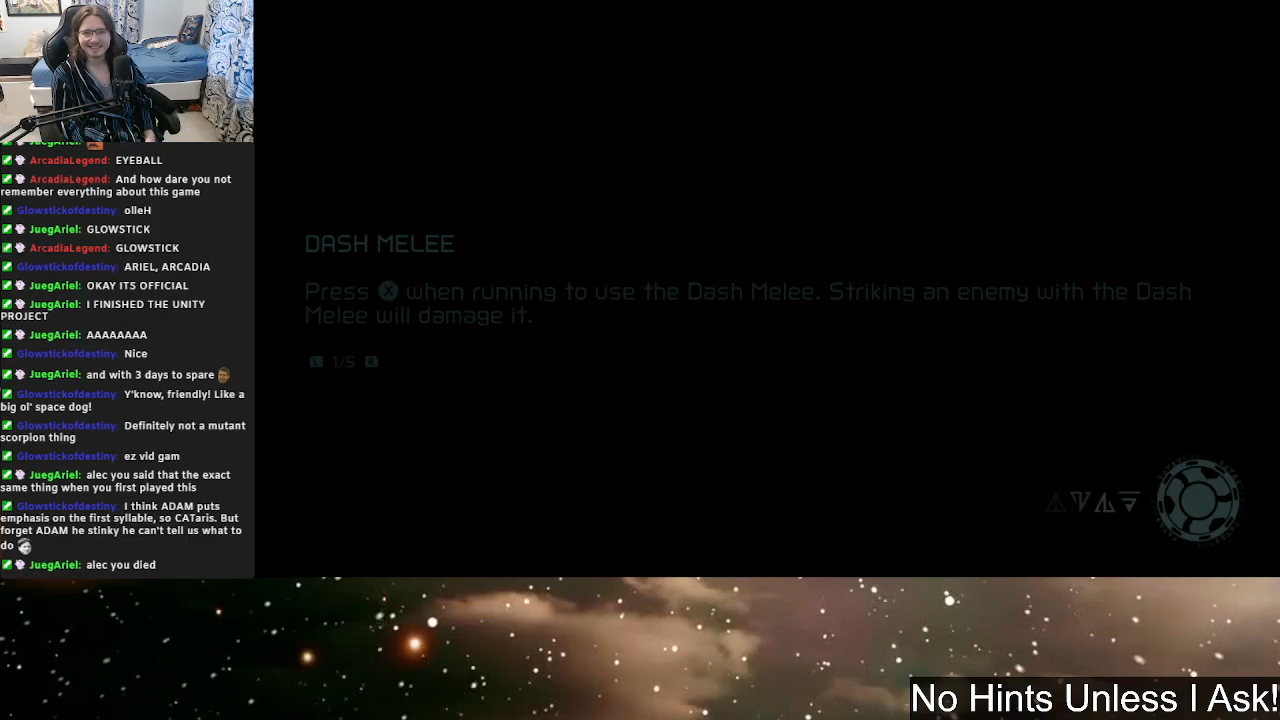 JuegAriel:
ArcadiaLegend: EYEBALL
ArcadiaLegend: And how dare you not
remember everything about this game
Glowstickofdestiny: olleH
JuegAriel: GLOWSTICK
ArcadiaLegend: GLOWSTICK
Glowstickofdestiny: ARIEL, ARCADIA
JuegAriel: OKAY ITS OFFICIAL
JuegAriel: I FINISHED THE UNITY
PROJECT
JuegAriel: AAAAAAAA
Glowstickofdestiny: Nice
JuegAriel: and with 3 days to spare
Glowstickofdestiny: Y'know, friendly! Like a
big ol' space dog!
Glowstickofdestiny: Definitely not a mutant
scorpion thing
Glowstickofdestiny: ez vid gam
JuegAriel: alec you said that the exact
same thing when you first played this
Glowstickofdestiny: I think ADAM puts
emphasis on the first syllable, so CATaris. But
forget ADAM he stinky he can't tell us what to
do
JuegAriel: alec you died
DASH MELEE
Press X when running to use the Dash Melee. Striking an enemy with the Dash
Melee will damage it.
L 1/5 R
No Hints Unless I Ask!